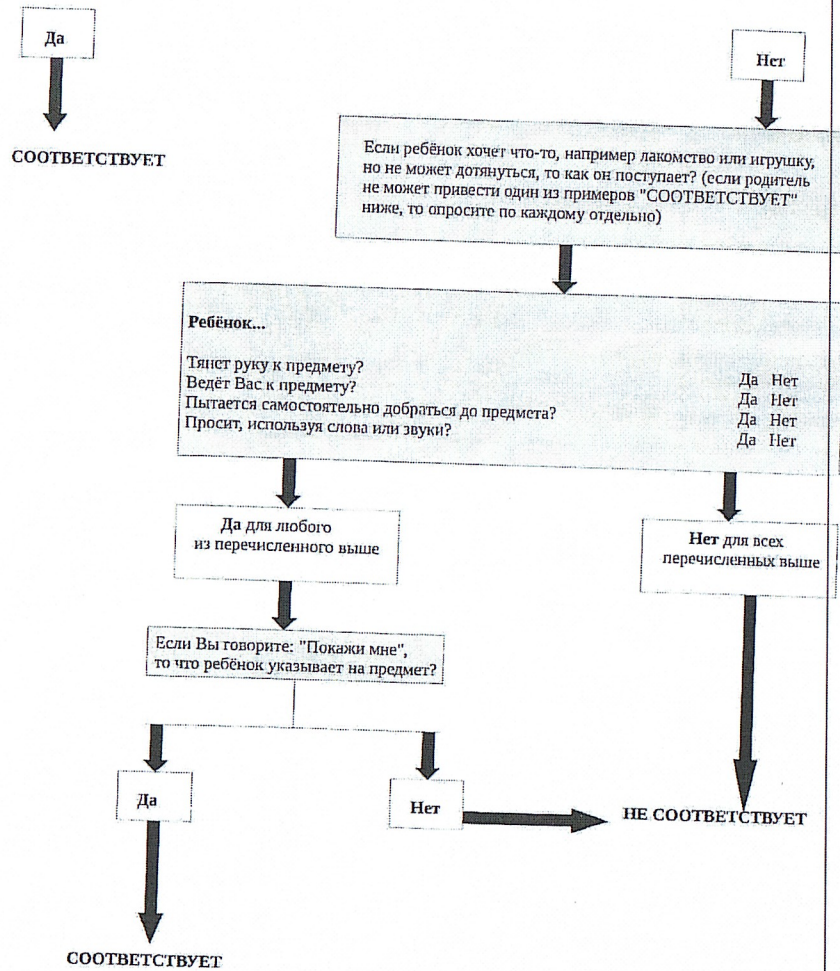 Да
Нет
СООТВЕТСТВУЕТ
Если ребёнок хочет что-то, например лакомство или игрушку,
но не может дотянуться, то как он поступает? (если родитель
не может привести один из примеров "СООТВЕТСТВУЕТ"
ниже, то опросите по каждому отдельно)
Ребёнок...
Тянет руку к предмету? Да Нет
Ведёт Вас к предмету? Да Нет
Пытается самостоятельно добраться до предмета? Да Нет
Просит, используя слова или звуки? Да Нет
Да для любого
из перечисленного выше
Нет для всех
перечисленных выше
Если Вы говорите: "Покажи мне",
то что ребёнок указывает на предмет?
Да
Нет
НЕ СООТВЕТСТВУЕТ
СООТВЕТСТВУЕТ